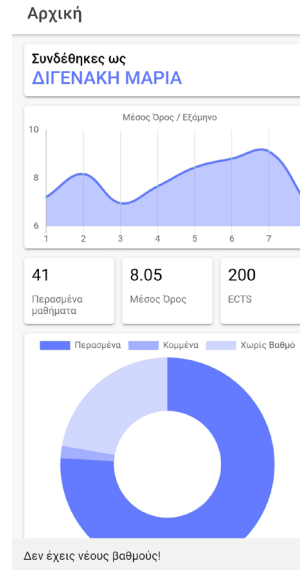 Αρχική
Συνδέθηκες ως
ΔΙΓΕΝΑΚΗ ΜΑΡΙΑ
Μέσος Όρος / Εξάμηνο
10
8
6
1 2 3 4 5 6 7
41
Περασμένα
μαθήματα
8.05
Μέσος Όρος
200
ECTS
Περασμένα Κομμένα Χωρίς Βαθμό
Δεν έχεις νέους βαθμούς!